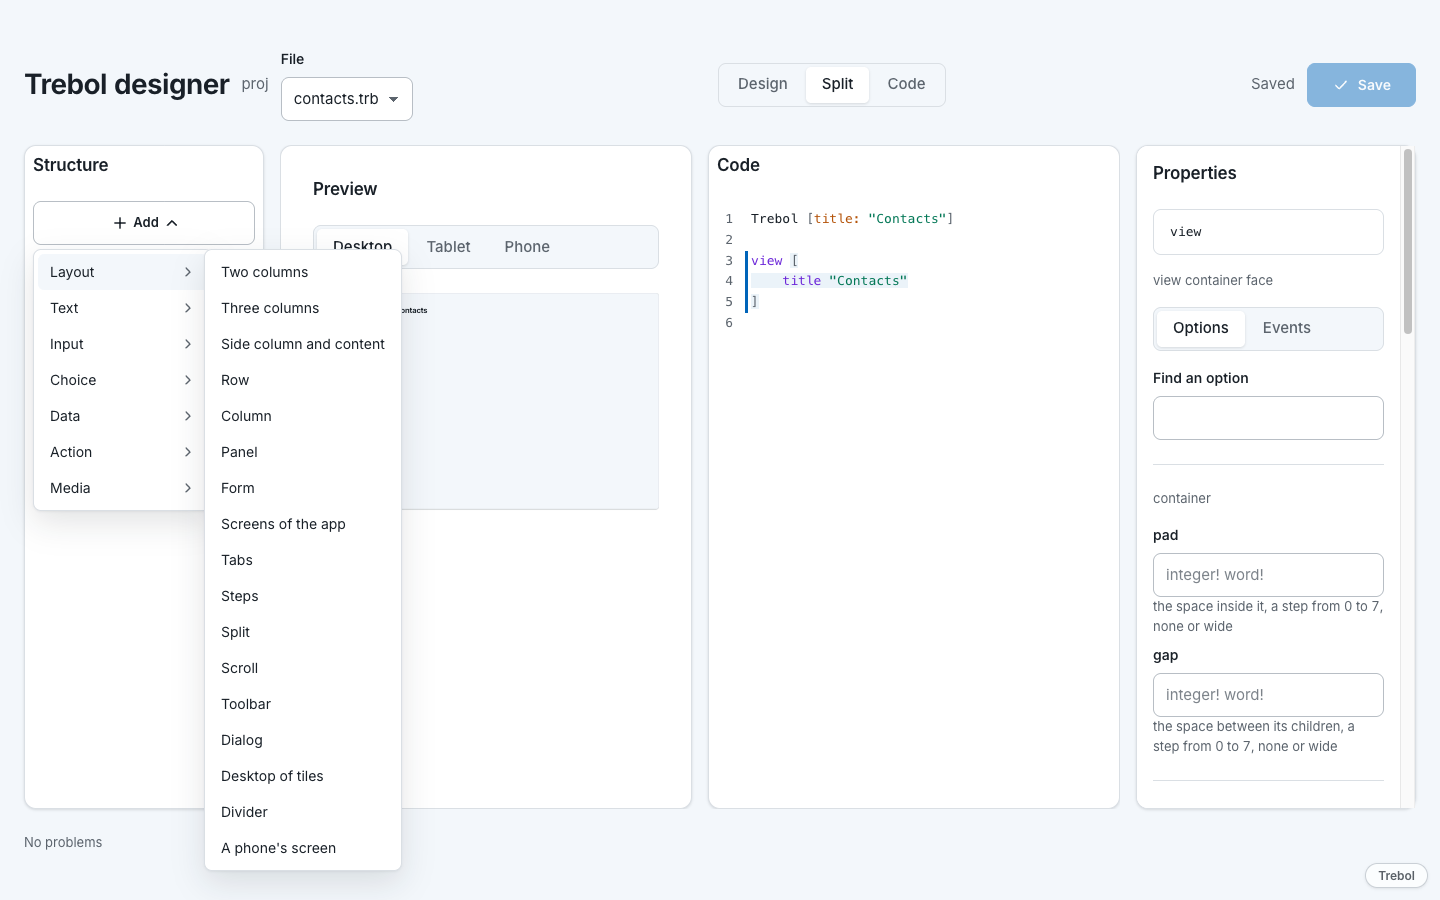 File
Trebol designer proj
contacts.trb
Design Split Code
Saved
Save
Structure
Add
Layout
Text
Input
Choice
Data
Action
Media
Two columns
Three columns
Side column and content
Row
Column
Panel
Form
Screens of the app
Tabs
Steps
Split
Scroll
Toolbar
Dialog
Desktop of tiles
Divider
A phone's screen
Preview
Desktop Tablet Phone
ontacts
Code
1 Trebol [title: "Contacts"]
2
3 view [
4 title "Contacts"
5 ]
6
Properties
view
view container face
Options Events
Find an option
container
pad
integer! word!
the space inside it, a step from 0 to 7,
none or wide
gap
integer! word!
the space between its children, a
step from 0 to 7, none or wide
No problems
Trebol